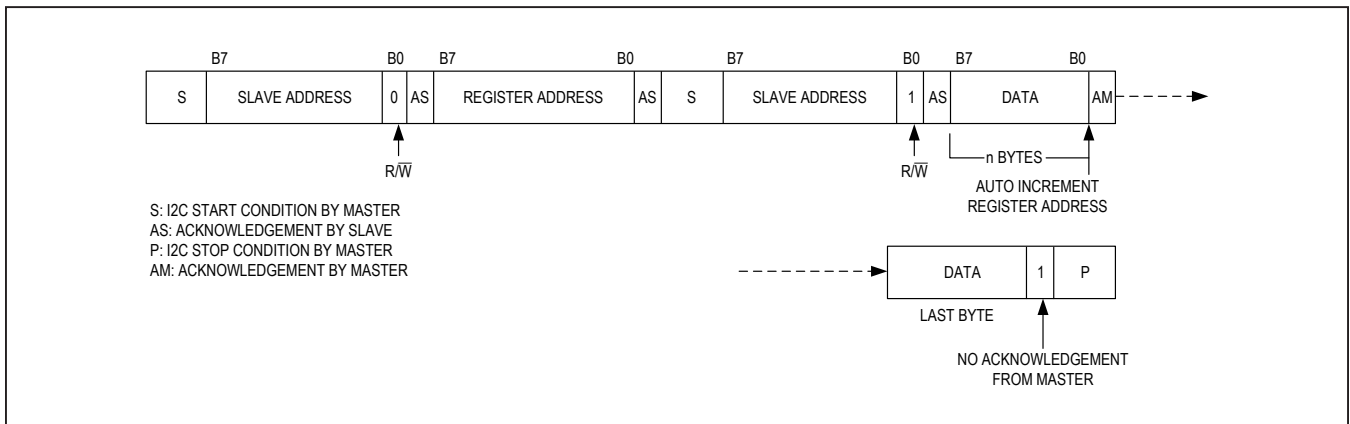 B7 B0 B7 B0 B7 B0 B7 B0
S SLAVE ADDRESS 0 AS REGISTER ADDRESS AS S SLAVE ADDRESS 1 AS DATA AM
R/W̅ R/W̅ n BYTES
AUTO INCREMENT
REGISTER ADDRESS
S: I2C START CONDITION BY MASTER
AS: ACKNOWLEDGEMENT BY SLAVE
P: I2C STOP CONDITION BY MASTER
AM: ACKNOWLEDGEMENT BY MASTER
DATA 1 P
LAST BYTE
NO ACKNOWLEDGEMENT
FROM MASTER